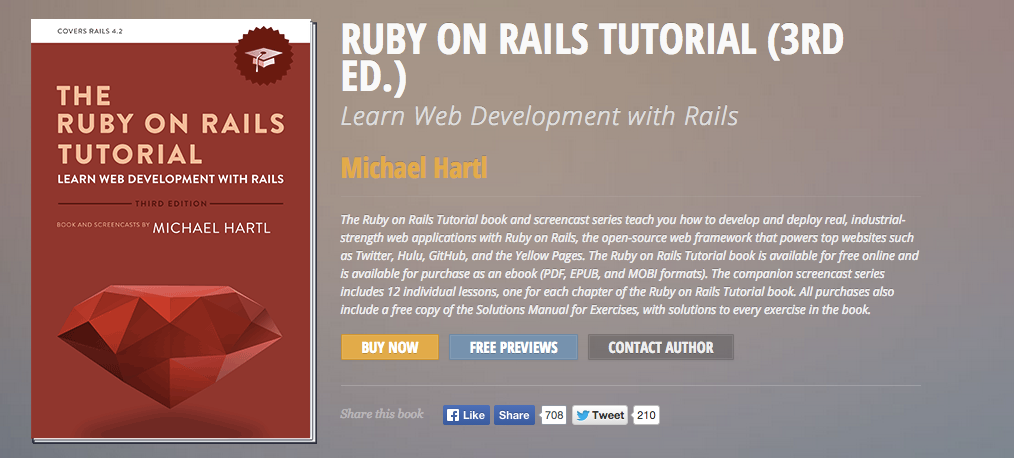 COVERS RAILS 4.2
THE
RUBY ON RAILS
TUTORIAL
LEARN WEB DEVELOPMENT WITH RAILS
THIRD EDITION
BOOK AND SCREENCASTS BY MICHAEL HARTL
RUBY ON RAILS TUTORIAL (3RD
ED.)
Learn Web Development with Rails
Michael Hartl
The Ruby on Rails Tutorial book and screencast series teach you how to develop and deploy real, industrial-
strength web applications with Ruby on Rails, the open-source web framework that powers top websites such
as Twitter, Hulu, GitHub, and the Yellow Pages. The Ruby on Rails Tutorial book is available for free online and
is available for purchase as an ebook (PDF, EPUB, and MOBI formats). The companion screencast series
includes 12 individual lessons, one for each chapter of the Ruby on Rails Tutorial book. All purchases also
include a free copy of the Solutions Manual for Exercises, with solutions to every exercise in the book.
BUY NOW FREE PREVIEWS CONTACT AUTHOR
Share this book Like Share 708 Tweet 210